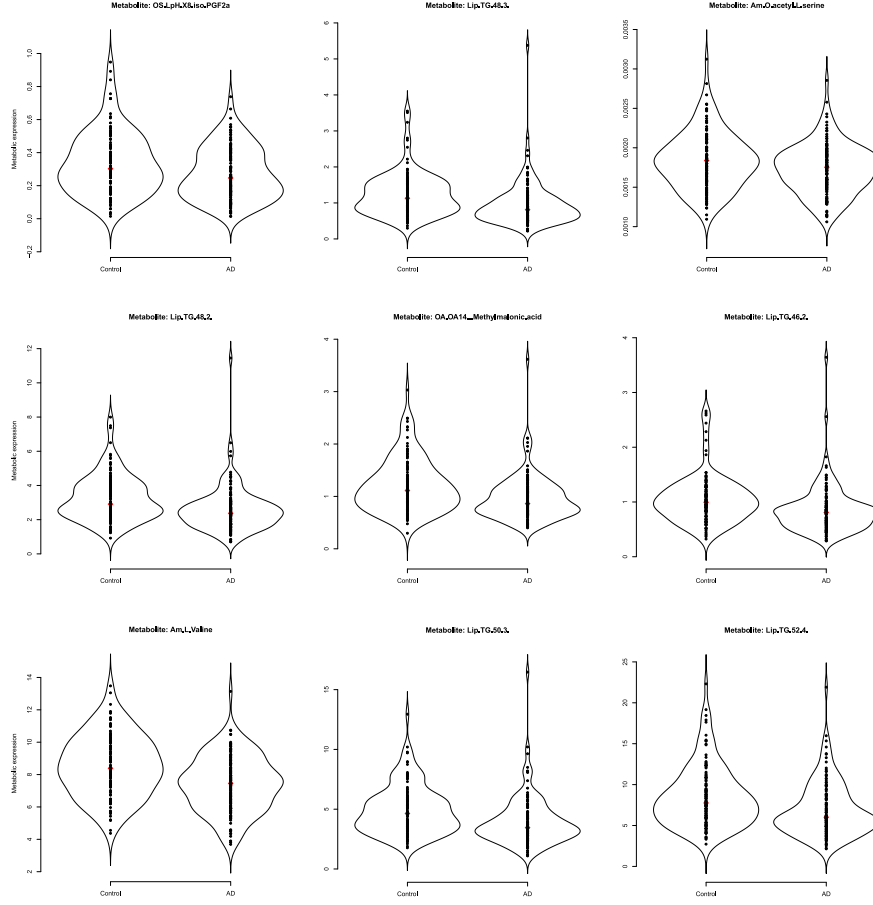 Metabolite: OS.LpH.X8.iso.PGF2a
Metabolite: Lip.TG.48.3.
Metabolite: Am.O.acetyl.L.serine
Metabolic expression
−0.2 0.0 0.2 0.4 0.6 0.8 1.0
0 1 2 3 4 5 6
0.0010 0.0015 0.0020 0.0025 0.0030 0.0035
Control AD
Control AD
Control AD
Metabolite: Lip.TG.48.2.
Metabolite: OA.OA14__Methylmalonic.acid
Metabolite: Lip.TG.46.2.
Metabolic expression
0 2 4 6 8 10 12
0 1 2 3 4
0 1 2 3 4
Control AD
Control AD
Control AD
Metabolite: Am.L.Valine
Metabolite: Lip.TG.50.3.
Metabolite: Lip.TG.52.4.
Metabolic expression
2 4 6 8 10 12 14
0 5 10 15
0 5 10 15 20 25
Control AD
Control AD
Control AD